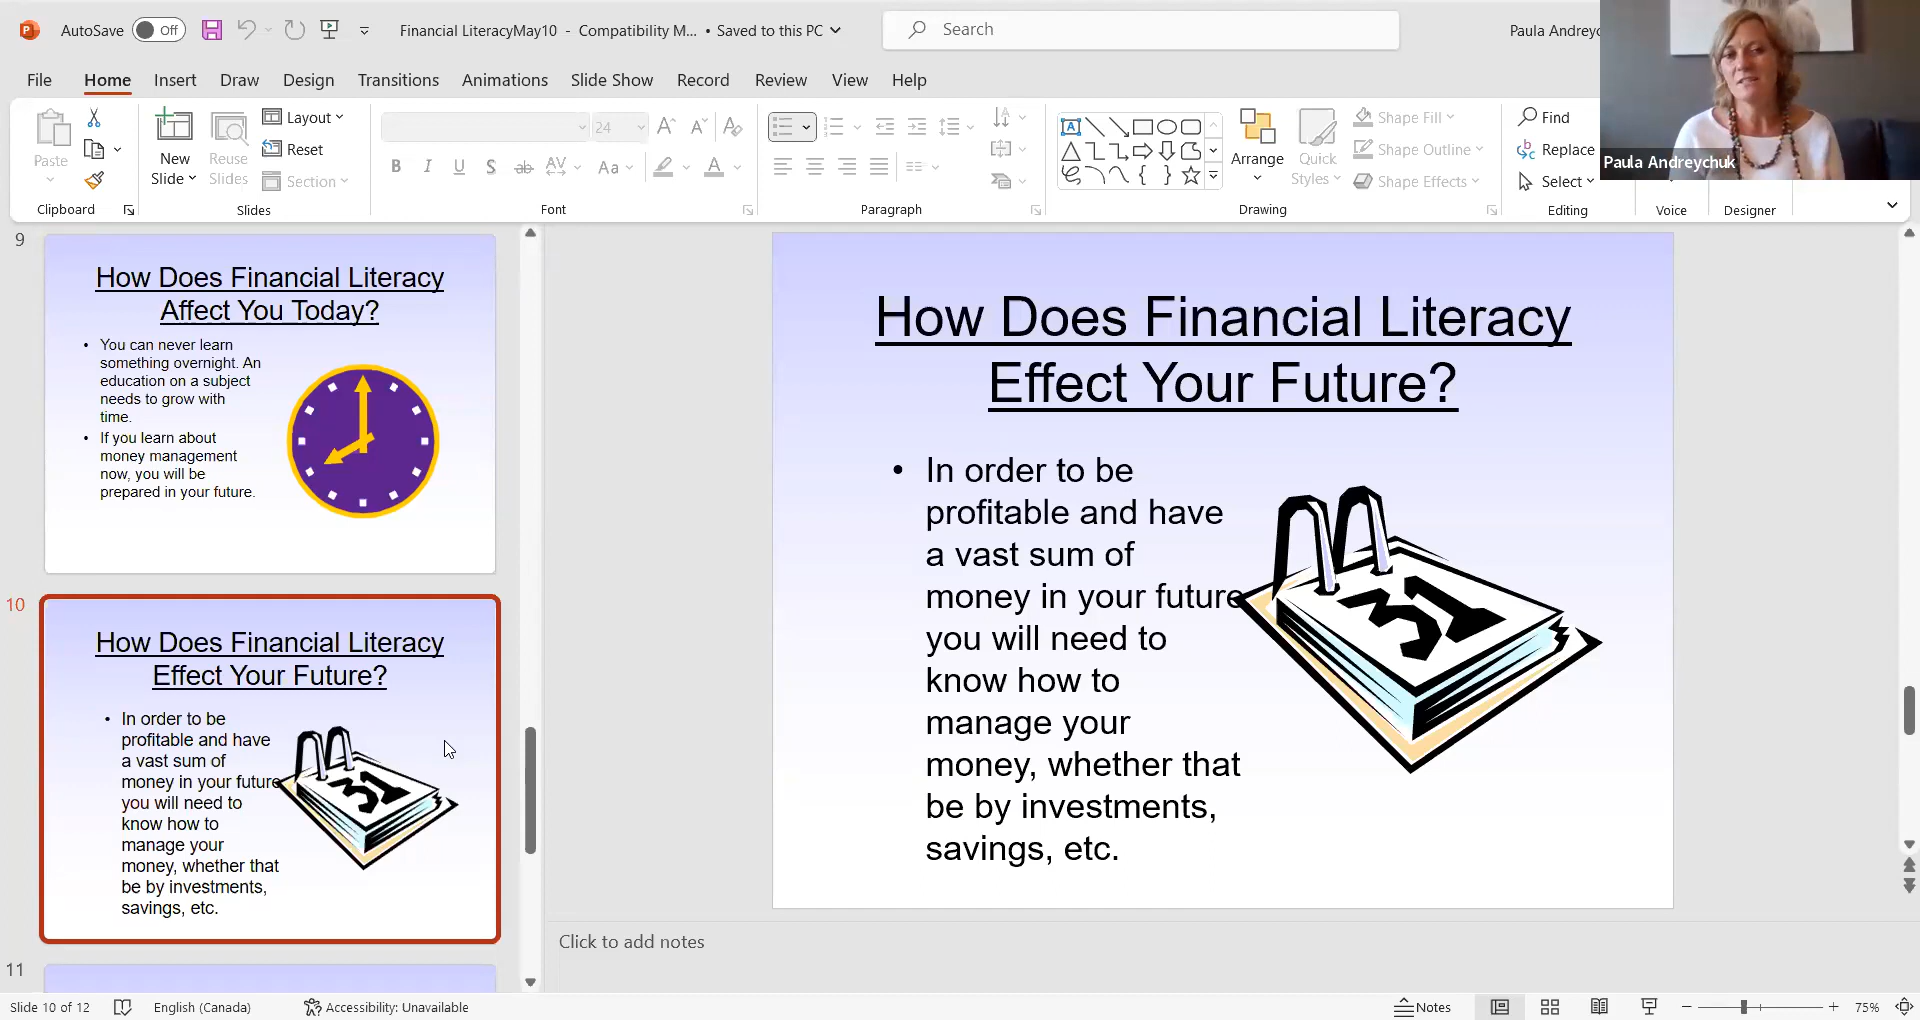 AutoSave Off Financial LiteracyMay10 - Compatibility M... • Saved to this PC Search Paula Andreyc
File Home Insert Draw Design Transitions Animations Slide Show Record Review View Help
Paste
Clipboard
New Slide
Reuse Slides
Layout
Reset
Section
Slides
24
B I U S ab AV Aa A
Font
Paragraph
Arrange
Quick Styles
Shape Fill
Shape Outline
Shape Effects
Drawing
Find
Replace
Select
Editing
Voice
Designer
Paula Andreychuk
9
How Does Financial Literacy
Affect You Today?
• You can never learn
something overnight. An
education on a subject
needs to grow with
time.
• If you learn about
money management
now, you will be
prepared in your future.
10
How Does Financial Literacy
Effect Your Future?
• In order to be
profitable and have
a vast sum of
money in your future
you will need to
know how to
manage your
money, whether that
be by investments,
savings, etc.
31
11
How Does Financial Literacy
Effect Your Future?
• In order to be
profitable and have
a vast sum of
money in your future
you will need to
know how to
manage your
money, whether that
be by investments,
savings, etc.
31
Click to add notes
Slide 10 of 12 English (Canada) Accessibility: Unavailable Notes 75%